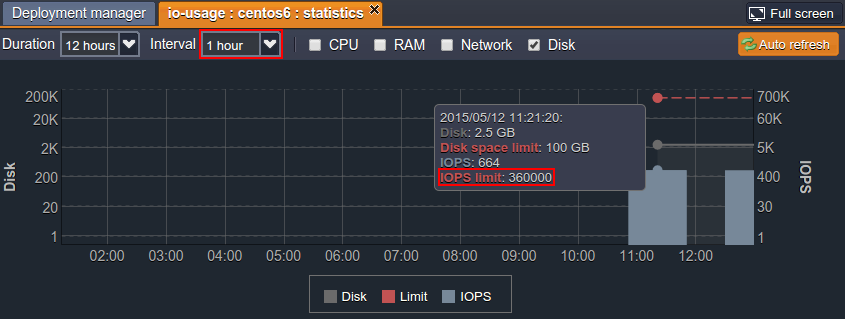 Deployment manager
io-usage : centos6 : statistics
Full screen
Duration 12 hours Interval 1 hour CPU RAM Network Disk Auto refresh
200K
20K
2K
200
20
1
Disk
2015/05/12 11:21:20:
Disk: 2.5 GB
Disk space limit: 100 GB
IOPS: 664
IOPS limit: 360000
700K
60K
5K
400
30
1
IOPS
02:00 03:00 04:00 05:00 06:00 07:00 08:00 09:00 10:00 11:00 12:00
Disk Limit IOPS